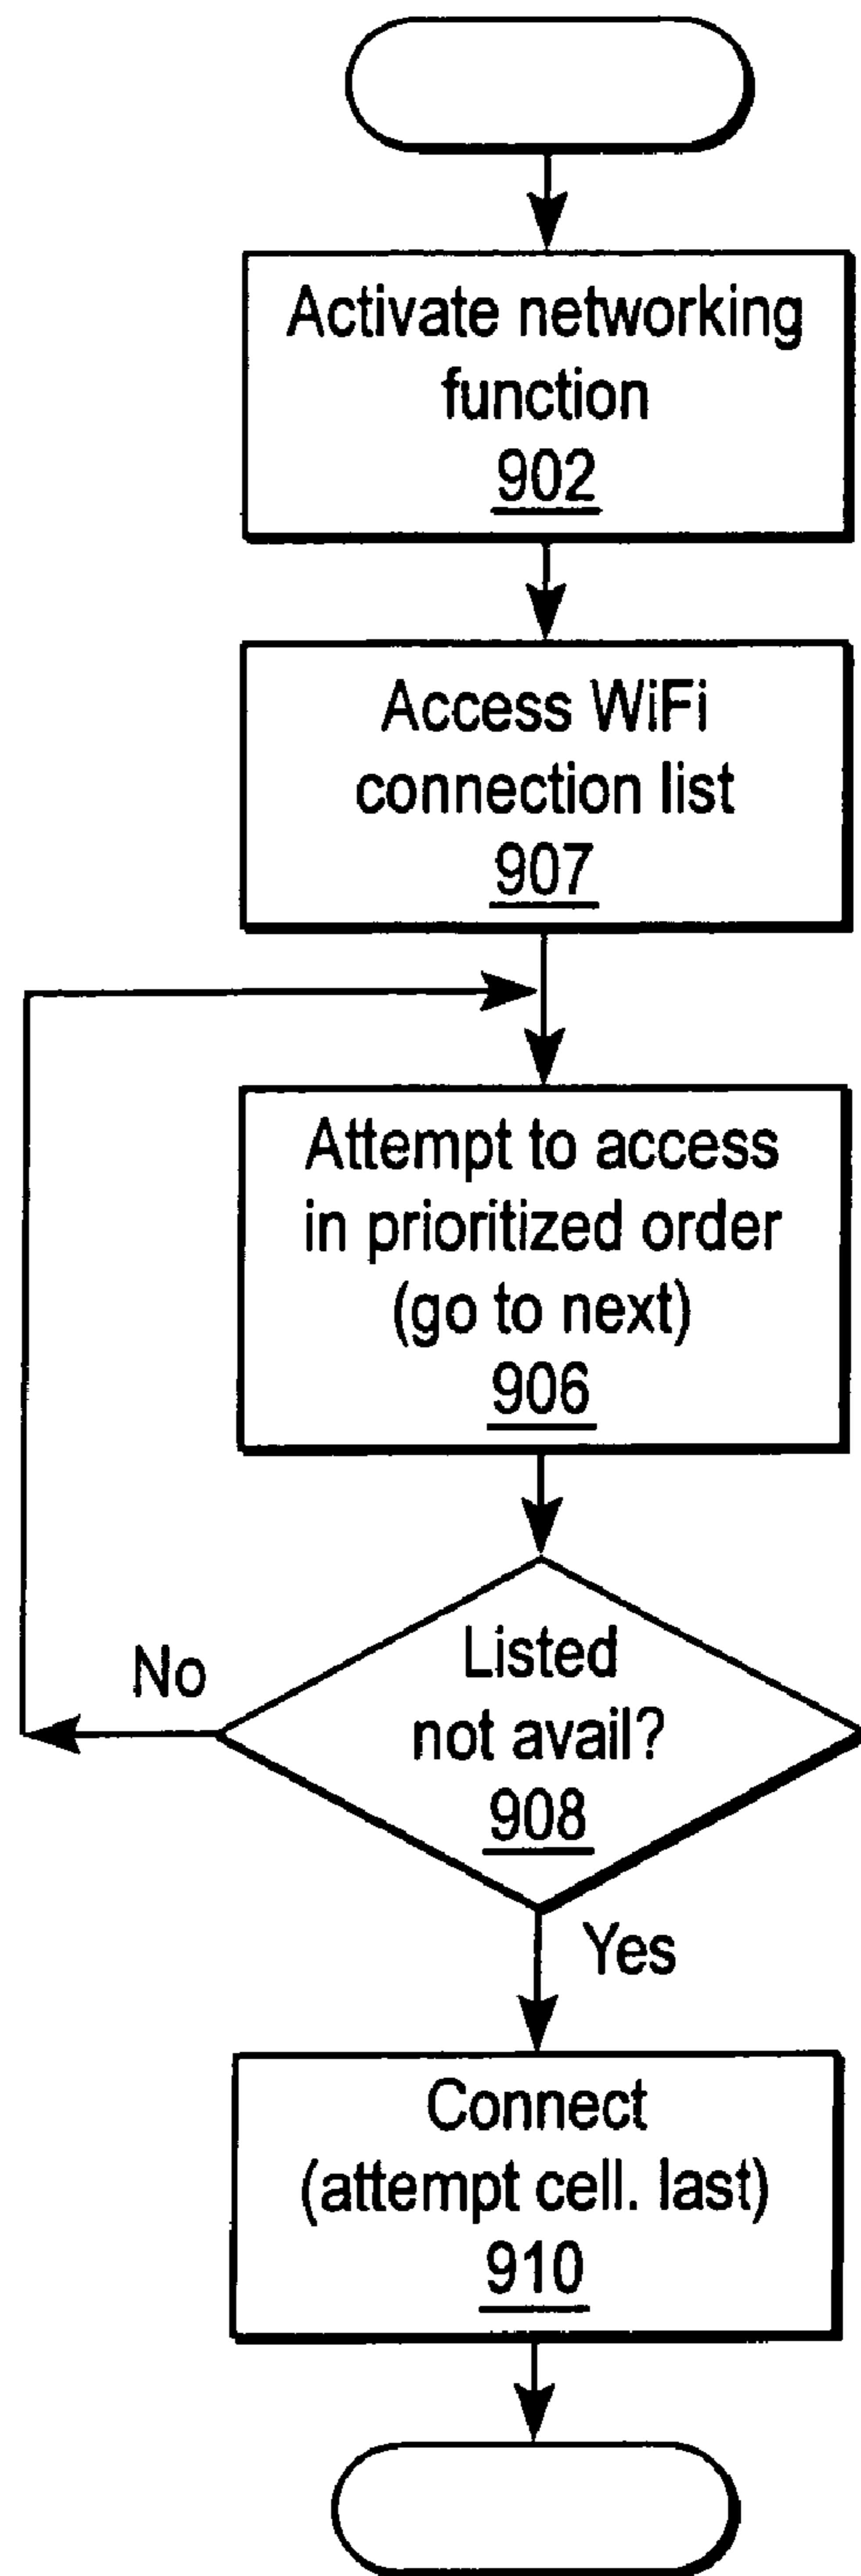 Activate networking
function
902
Access WiFi
connection list
907
Attempt to access
in prioritized order
(go to next)
906
Listed
not avail?
908
No
Yes
Connect
(attempt cell. last)
910